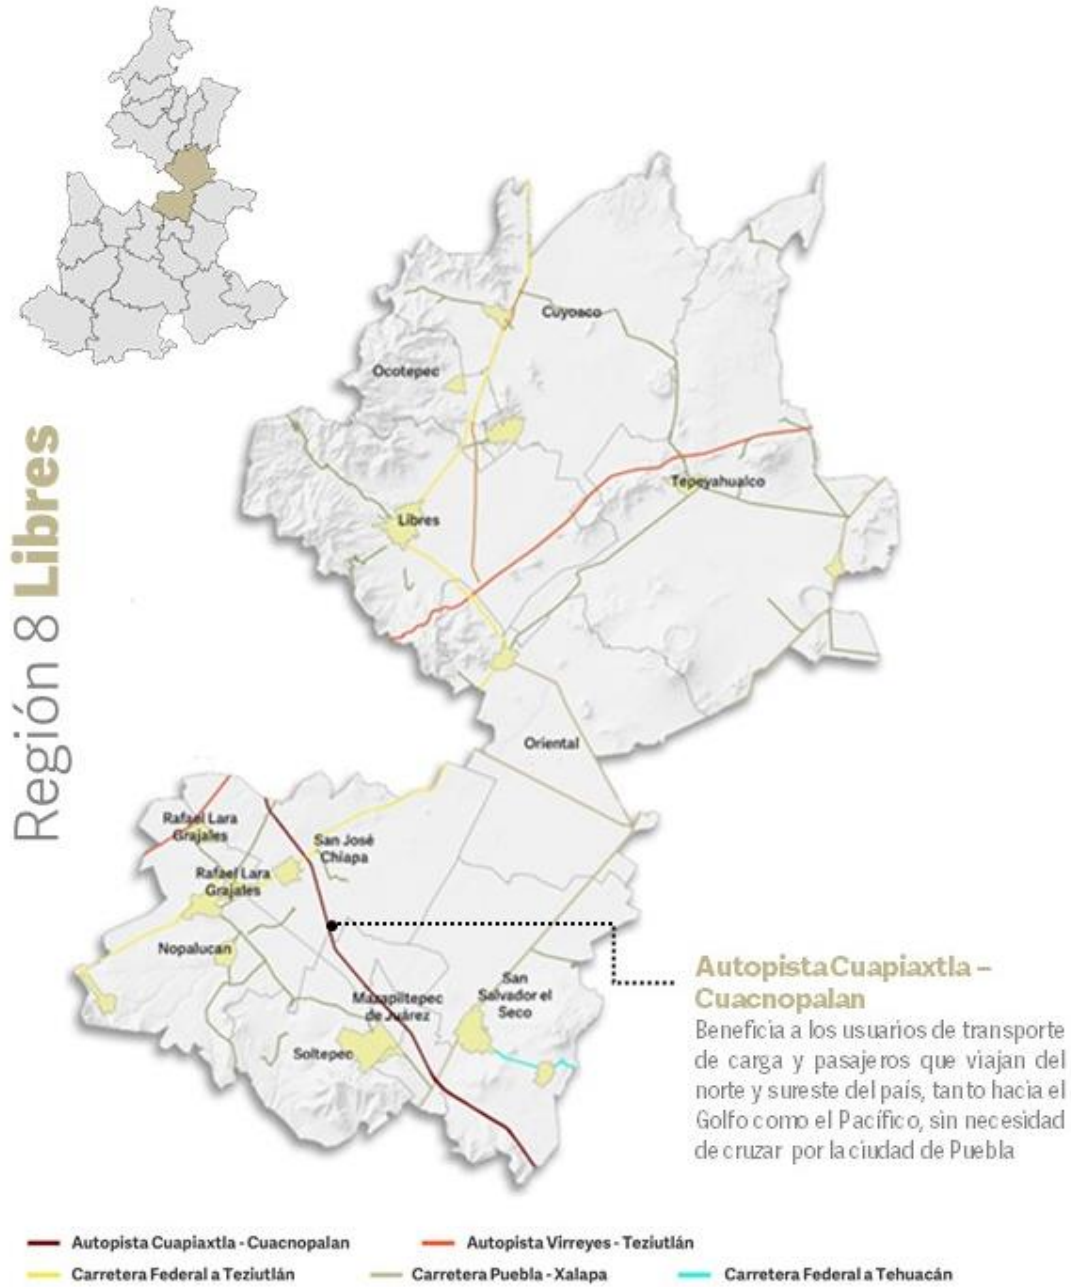 Región 8 Libres
Cuyoaco
Ocotepec
Tepeyahualco
Libres
Oriental
Rafael Lara
Grajales
San José
Chiapa
Rafael Lara
Grajales
Nopalucan
Mazapiltepec
de Juárez
San
Salvador el
Seco
Soltepec
Autopista Cuapiaxtla –
Cuacnopalan
Beneficia a los usuarios de transporte
de carga y pasajeros que viajan del
norte y sureste del país, tanto hacia el
Golfo como el Pacífico, sin necesidad
de cruzar por la ciudad de Puebla
Autopista Cuapiaxtla - Cuacnopalan
Autopista Virreyes - Teziutlán
Carretera Federal a Teziutlán
Carretera Puebla - Xalapa
Carretera Federal a Tehuacán